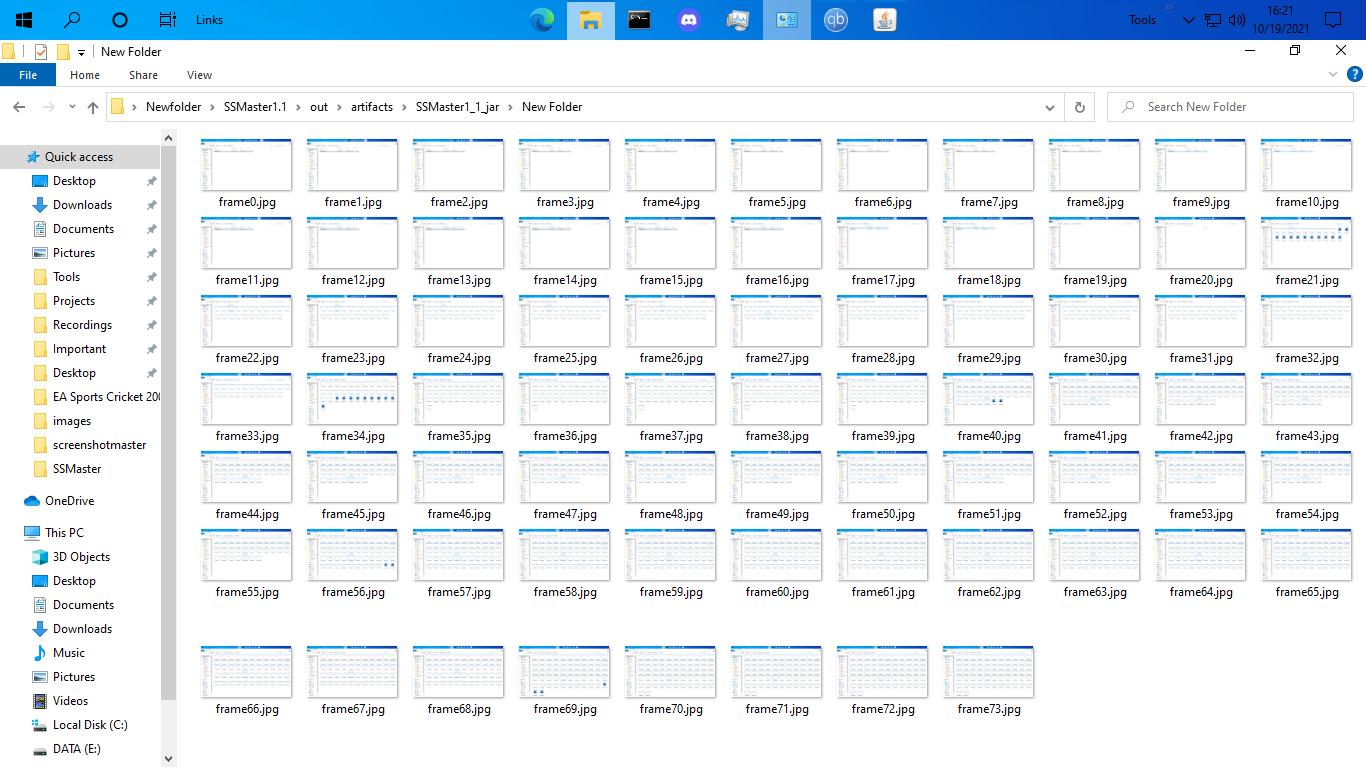 Links
qb
Tools
»
16:21
10/19/2021
New Folder
File Home Share View
Newfolder SSMaster1.1 out artifacts SSMaster1_1_jar New Folder
Search New Folder
Quick access
Desktop
Downloads
Documents
Pictures
Tools
Projects
Recordings
Important
Desktop
EA Sports Cricket 200
images
screenshotmaster
SSMaster
OneDrive
This PC
3D Objects
Desktop
Documents
Downloads
Music
Pictures
Videos
Local Disk (C:)
DATA (E:)
frame0.jpg frame1.jpg frame2.jpg frame3.jpg frame4.jpg frame5.jpg frame6.jpg frame7.jpg frame8.jpg frame9.jpg frame10.jpg
frame11.jpg frame12.jpg frame13.jpg frame14.jpg frame15.jpg frame16.jpg frame17.jpg frame18.jpg frame19.jpg frame20.jpg frame21.jpg
frame22.jpg frame23.jpg frame24.jpg frame25.jpg frame26.jpg frame27.jpg frame28.jpg frame29.jpg frame30.jpg frame31.jpg frame32.jpg
frame33.jpg frame34.jpg frame35.jpg frame36.jpg frame37.jpg frame38.jpg frame39.jpg frame40.jpg frame41.jpg frame42.jpg frame43.jpg
frame44.jpg frame45.jpg frame46.jpg frame47.jpg frame48.jpg frame49.jpg frame50.jpg frame51.jpg frame52.jpg frame53.jpg frame54.jpg
frame55.jpg frame56.jpg frame57.jpg frame58.jpg frame59.jpg frame60.jpg frame61.jpg frame62.jpg frame63.jpg frame64.jpg frame65.jpg
frame66.jpg frame67.jpg frame68.jpg frame69.jpg frame70.jpg frame71.jpg frame72.jpg frame73.jpg